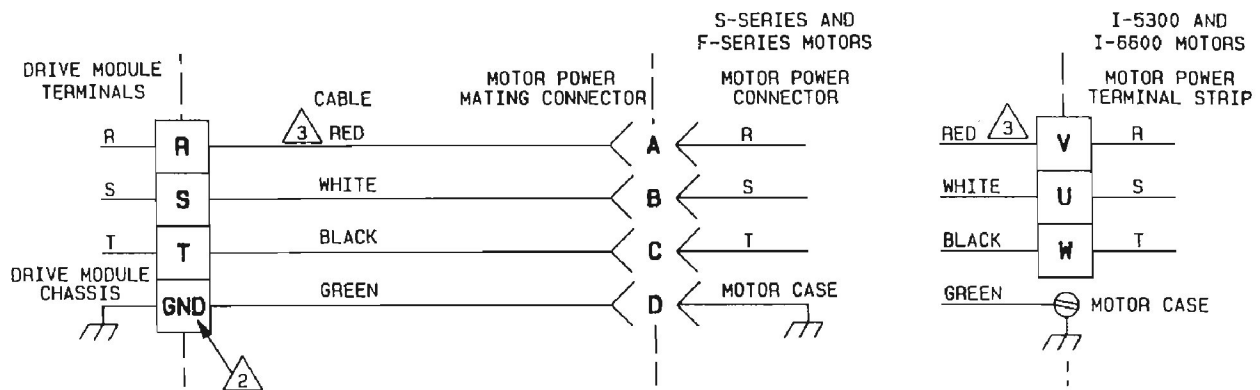 S-SERIES AND
F-SERIES MOTORS
I-5300 AND
I-6600 MOTORS
DRIVE MODULE
TERMINALS
MOTOR POWER
MATING CONNECTOR
MOTOR POWER
CONNECTOR
MOTOR POWER
TERMINAL STRIP
CABLE
R R 3 RED A R
RED 3 V R
S S WHITE B S
WHITE U S
T T BLACK C T
BLACK W T
DRIVE MODULE
CHASSIS
GND GREEN D MOTOR CASE
GREEN MOTOR CASE
2